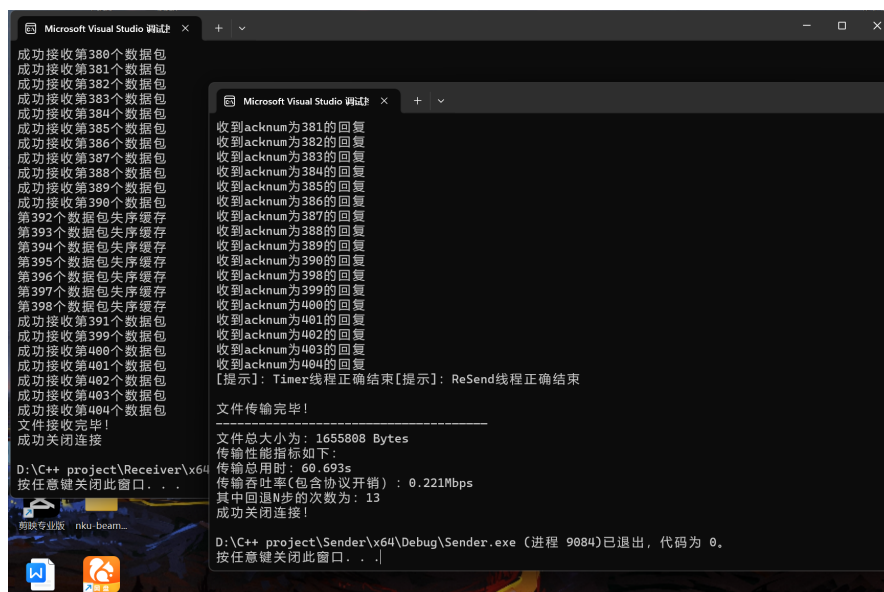 Microsoft Visual Studio 调试
成功接收第380个数据包
成功接收第381个数据包
成功接收第382个数据包
成功接收第383个数据包
成功接收第384个数据包
成功接收第385个数据包
成功接收第386个数据包
成功接收第387个数据包
成功接收第388个数据包
成功接收第389个数据包
成功接收第390个数据包
第392个数据包失序缓存
第393个数据包失序缓存
第394个数据包失序缓存
第395个数据包失序缓存
第396个数据包失序缓存
第397个数据包失序缓存
第398个数据包失序缓存
成功接收第391个数据包
成功接收第399个数据包
成功接收第400个数据包
成功接收第401个数据包
成功接收第402个数据包
成功接收第403个数据包
成功接收第404个数据包
文件接收完毕!
成功关闭连接
D:\C++ project\Receiver\x64
按任意键关闭此窗口. . .
Microsoft Visual Studio 调试
收到acknum为381的回复
收到acknum为382的回复
收到acknum为383的回复
收到acknum为384的回复
收到acknum为385的回复
收到acknum为386的回复
收到acknum为387的回复
收到acknum为388的回复
收到acknum为389的回复
收到acknum为390的回复
收到acknum为398的回复
收到acknum为399的回复
收到acknum为400的回复
收到acknum为401的回复
收到acknum为402的回复
收到acknum为403的回复
收到acknum为404的回复
[提示]: Timer线程正确结束[提示]: ReSend线程正确结束
文件传输完毕!
---------------------------------------
文件总大小为: 1655808 Bytes
传输性能指标如下:
传输总用时: 60.693s
传输吞吐率(包含协议开销) : 0.221Mbps
其中回退N步的次数为: 13
成功关闭连接!
D:\C++ project\Sender\x64\Debug\Sender.exe (进程 9084)已退出，代码为 0。
按任意键关闭此窗口. . .
剪映专业版
nku-beam...
W